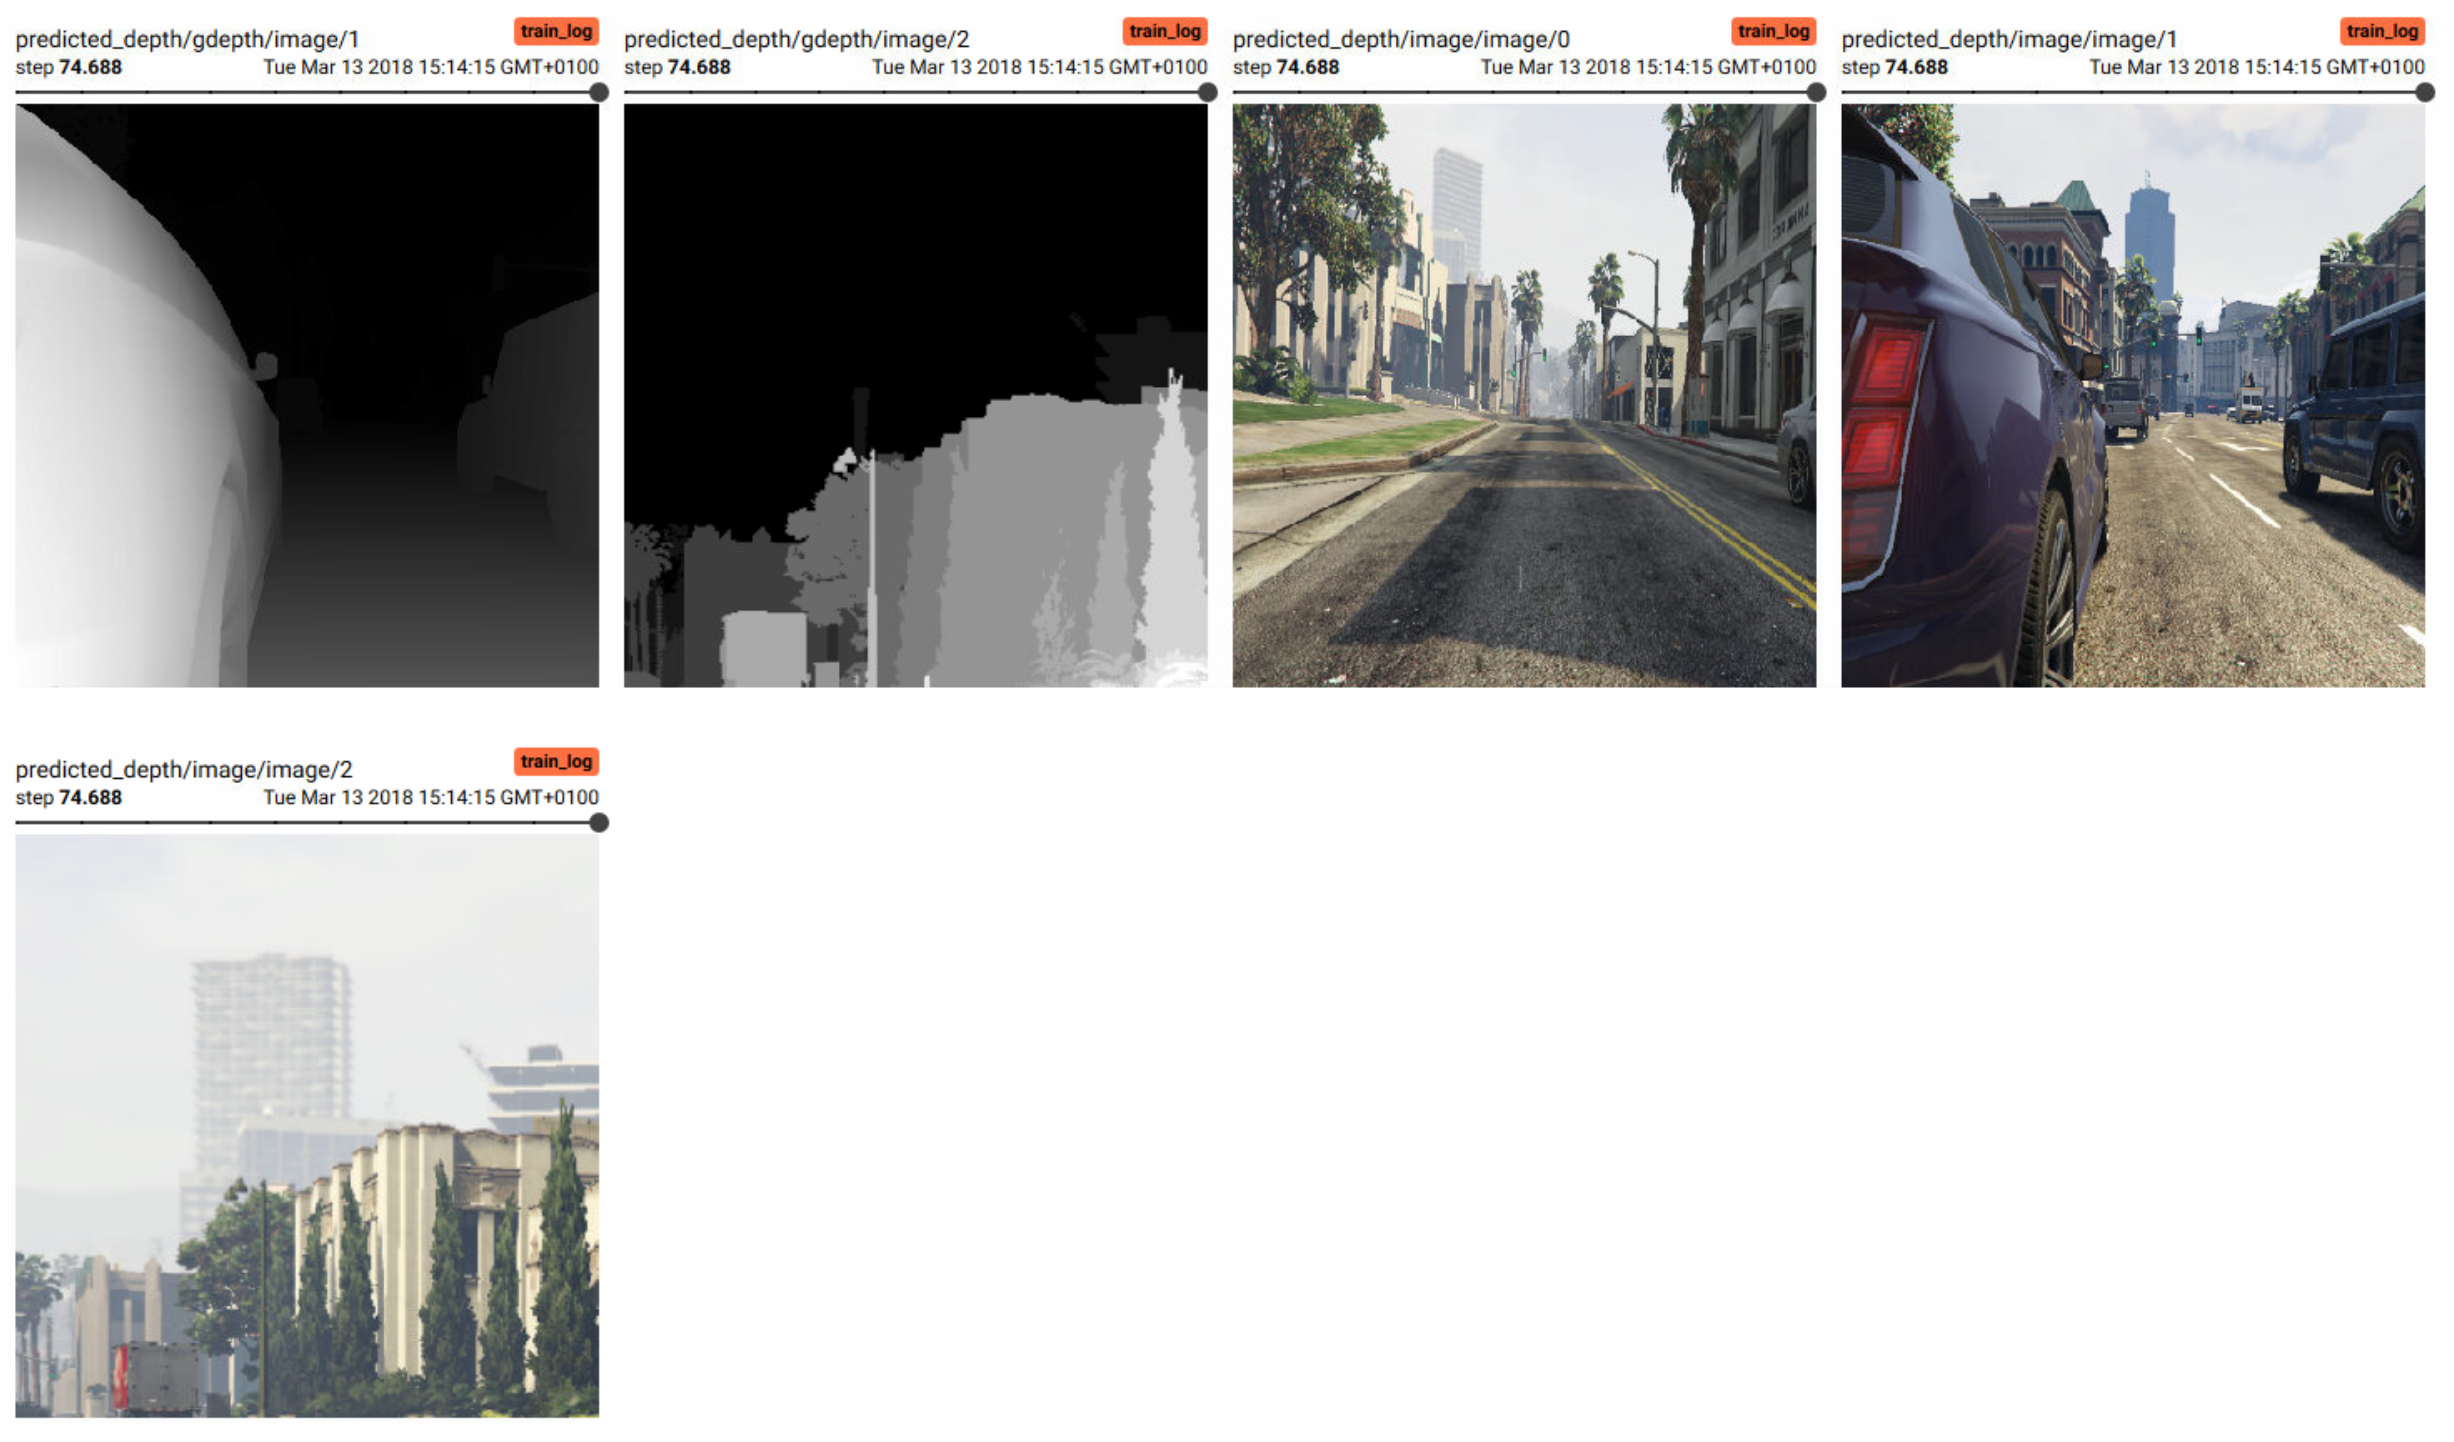 predicted_depth/gdepth/image/1 train_log
step 74.688 Tue Mar 13 2018 15:14:15 GMT+0100
predicted_depth/gdepth/image/2 train_log
step 74.688 Tue Mar 13 2018 15:14:15 GMT+0100
predicted_depth/image/image/0 train_log
step 74.688 Tue Mar 13 2018 15:14:15 GMT+0100
predicted_depth/image/image/1 train_log
step 74.688 Tue Mar 13 2018 15:14:15 GMT+0100
predicted_depth/image/image/2 train_log
step 74.688 Tue Mar 13 2018 15:14:15 GMT+0100